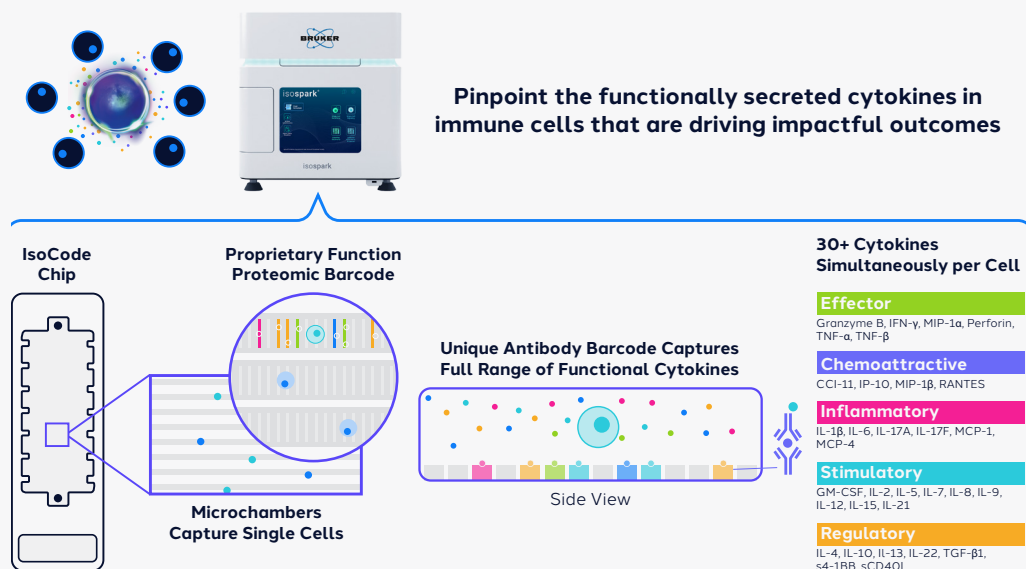 BRUKER
isospark
isospark
Pinpoint the functionally secreted cytokines in
immune cells that are driving impactful outcomes
IsoCode
Chip
Proprietary Function
Proteomic Barcode
Microchambers
Capture Single Cells
Unique Antibody Barcode Captures
Full Range of Functional Cytokines
Side View
30+ Cytokines
Simultaneously per Cell
Effector
Granzyme B, IFN-γ, MIP-1α, Perforin,
TNF-α, TNF-β
Chemoattractive
CCI-11, IP-10, MIP-1β, RANTES
Inflammatory
IL-1β, IL-6, IL-17A, IL-17F, MCP-1,
MCP-4
Stimulatory
GM-CSF, IL-2, IL-5, IL-7, IL-8, IL-9,
IL-12, IL-15, IL-21
Regulatory
IL-4, IL-10, Il-13, IL-22, TGF-β1,
s4-1BB, sCD40L